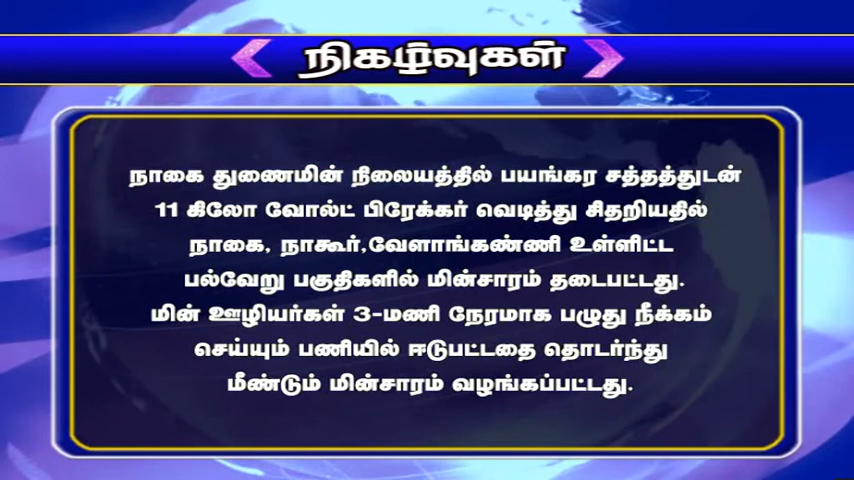 நிகழ்வுகள்
நாகை துணைமின் நிலையத்தில் பயங்கர சத்தத்துடன்
11 கிலோ வோல்ட் பிரேக்கர் வெடித்து சிதறியதில்
நாகை, நாகூர்,வேளாங்கண்ணி உள்ளிட்ட
பல்வேறு பகுதிகளில் மின்சாரம் தடைபட்டது.
மின் ஊழியர்கள் 3-மணி நேரமாக பழுது நீக்கம்
செய்யும் பணியில் ஈடுபட்டதை தொடர்ந்து
மீண்டும் மின்சாரம் வழங்கப்பட்டது.